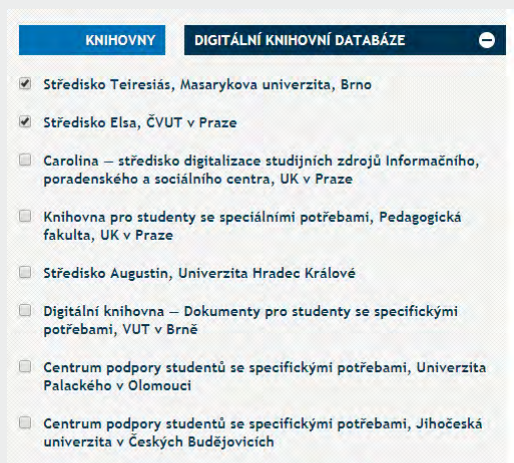 KNIHOVNY
DIGITÁLNÍ KNIHOVNÍ DATABÁZE
Středisko Teiresiás, Masarykova univerzita, Brno
Středisko Elsa, ČVUT v Praze
Carolina – středisko digitalizace studijních zdrojů Informačního,
poradenského a sociálního centra, UK v Praze
Knihovna pro studenty se speciálními potřebami, Pedagogická
fakulta, UK v Praze
Středisko Augustin, Univerzita Hradec Králové
Digitální knihovna – Dokumenty pro studenty se specifickými
potřebami, VUT v Brně
Centrum podpory studentů se specifickými potřebami, Univerzita
Palackého v Olomouci
Centrum podpory studentů se specifickými potřebami, Jihočeská
univerzita v Českých Budějovicích